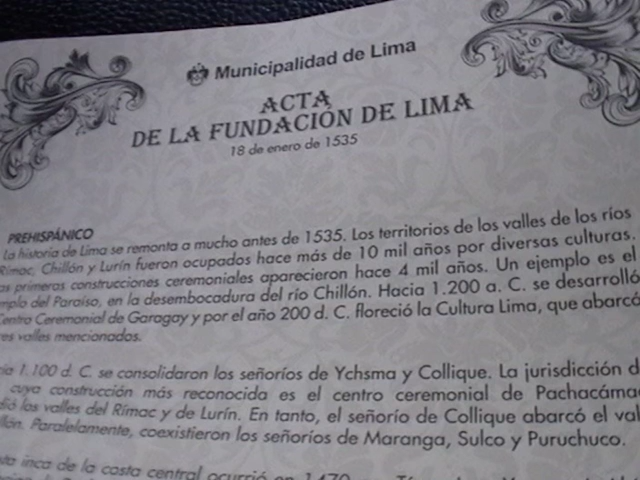 Municipalidad de Lima
ACTA
DE LA FUNDACIÓN DE LIMA
18 de enero de 1535
PREHISPÁNICO
La historia de Lima se remonta a mucho antes de 1535. Los territorios de los valles de los ríos
Rímac, Chillón y Lurín fueron ocupados hace más de 10 mil años por diversas culturas.
primeras construcciones ceremoniales aparecieron hace 4 mil años. Un ejemplo es el
del Paraíso, en la desembocadura del río Chillón. Hacia 1.200 a. C. se desarrolló
Centro Ceremonial de Garagay y por el año 200 d. C. floreció la Cultura Lima, que abarcó
valles mencionados.
1.100 d. C. se consolidaron los señoríos de Ychsma y Collique. La jurisdicción
cuya construcción más reconocida es el centro ceremonial de Pachacáma
los valles del Rímac y de Lurín. En tanto, el señorío de Collique abarcó el val
Paralelamente, coexistieron los señoríos de Maranga, Sulco y Puruchuco.
inca de la costa central ocurrió en 1470